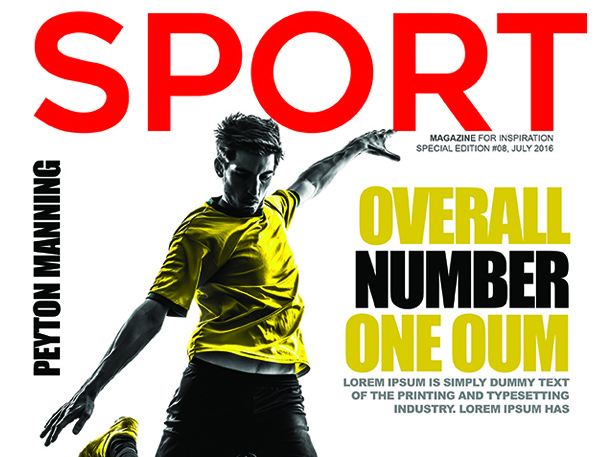 SPORT
MAGAZINE FOR INSPIRATION
SPECIAL EDITION #08, JULY 2016
PEYTON MANNING
OVERALL
NUMBER
ONE OUM
LOREM IPSUM IS SIMPLY DUMMY TEXT
OF THE PRINTING AND TYPESETTING
INDUSTRY. LOREM IPSUM HAS